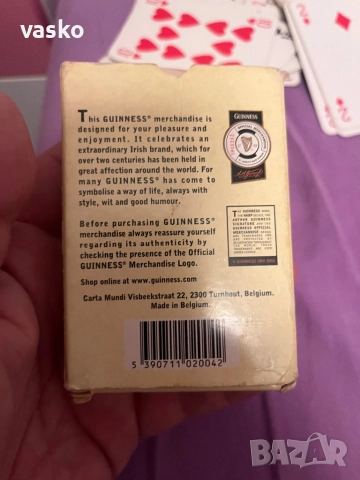 vasko
This GUINNESS® merchandise is
designed for your pleasure and
enjoyment. It celebrates an
extraordinary Irish brand, which for
over two centuries has been held in
great affection around the world. For
many GUINNESS® has come to
symbolise a way of life, always with
style, wit and good humour.
Before purchasing GUINNESS®
merchandise always reassure yourself
regarding its authenticity by
checking the presence of the Official
GUINNESS® Merchandise Logo.
Shop online at www.guinness.com
GUINNESS
Carta Mundi Visbeekstraat 22, 2300 Turnhout, Belgium.
Made in Belgium.
5 390711 020042
BAZAR